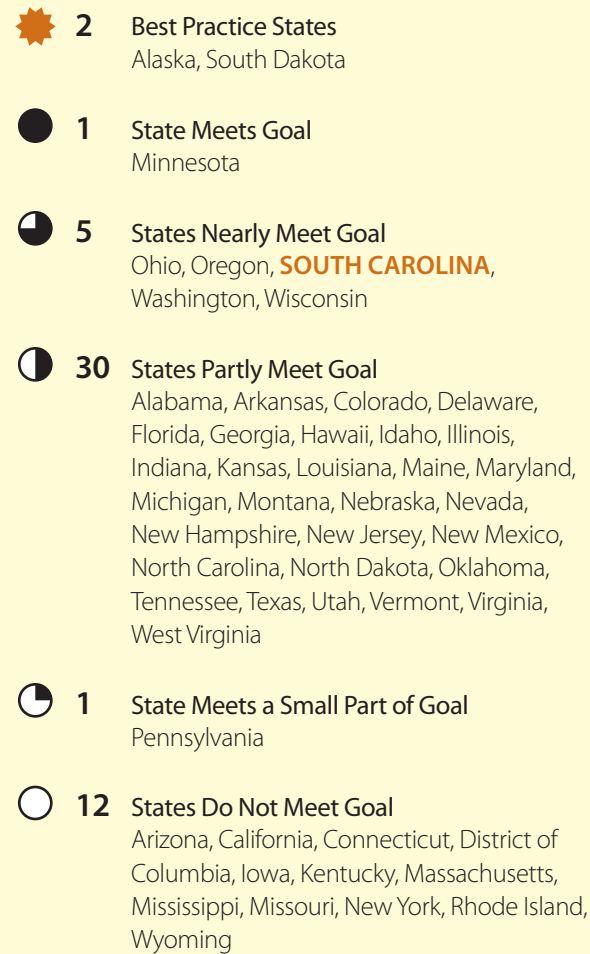 2 Best Practice States
Alaska, South Dakota
1 State Meets Goal
Minnesota
5 States Nearly Meet Goal
Ohio, Oregon, SOUTH CAROLINA,
Washington, Wisconsin
30 States Partly Meet Goal
Alabama, Arkansas, Colorado, Delaware,
Florida, Georgia, Hawaii, Idaho, Illinois,
Indiana, Kansas, Louisiana, Maine, Maryland,
Michigan, Montana, Nebraska, Nevada,
New Hampshire, New Jersey, New Mexico,
North Carolina, North Dakota, Oklahoma,
Tennessee, Texas, Utah, Vermont, Virginia,
West Virginia
1 State Meets a Small Part of Goal
Pennsylvania
12 States Do Not Meet Goal
Arizona, California, Connecticut, District of
Columbia, Iowa, Kentucky, Massachusetts,
Mississippi, Missouri, New York, Rhode Island,
Wyoming